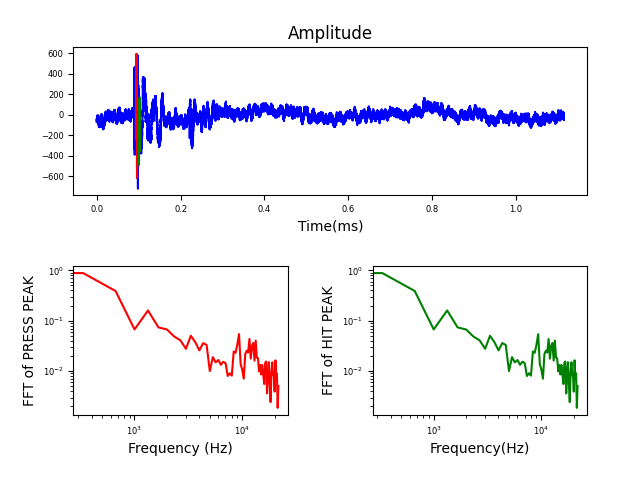 Amplitude
600
400
200
0
−200
−400
−600
0.0 0.2 0.4 0.6 0.8 1.0
Time(ms)
FFT of PRESS PEAK
10⁰
10⁻¹
10⁻²
10³ 10⁴
Frequency (Hz)
FFT of HIT PEAK
10⁰
10⁻¹
10⁻²
10³ 10⁴
Frequency(Hz)